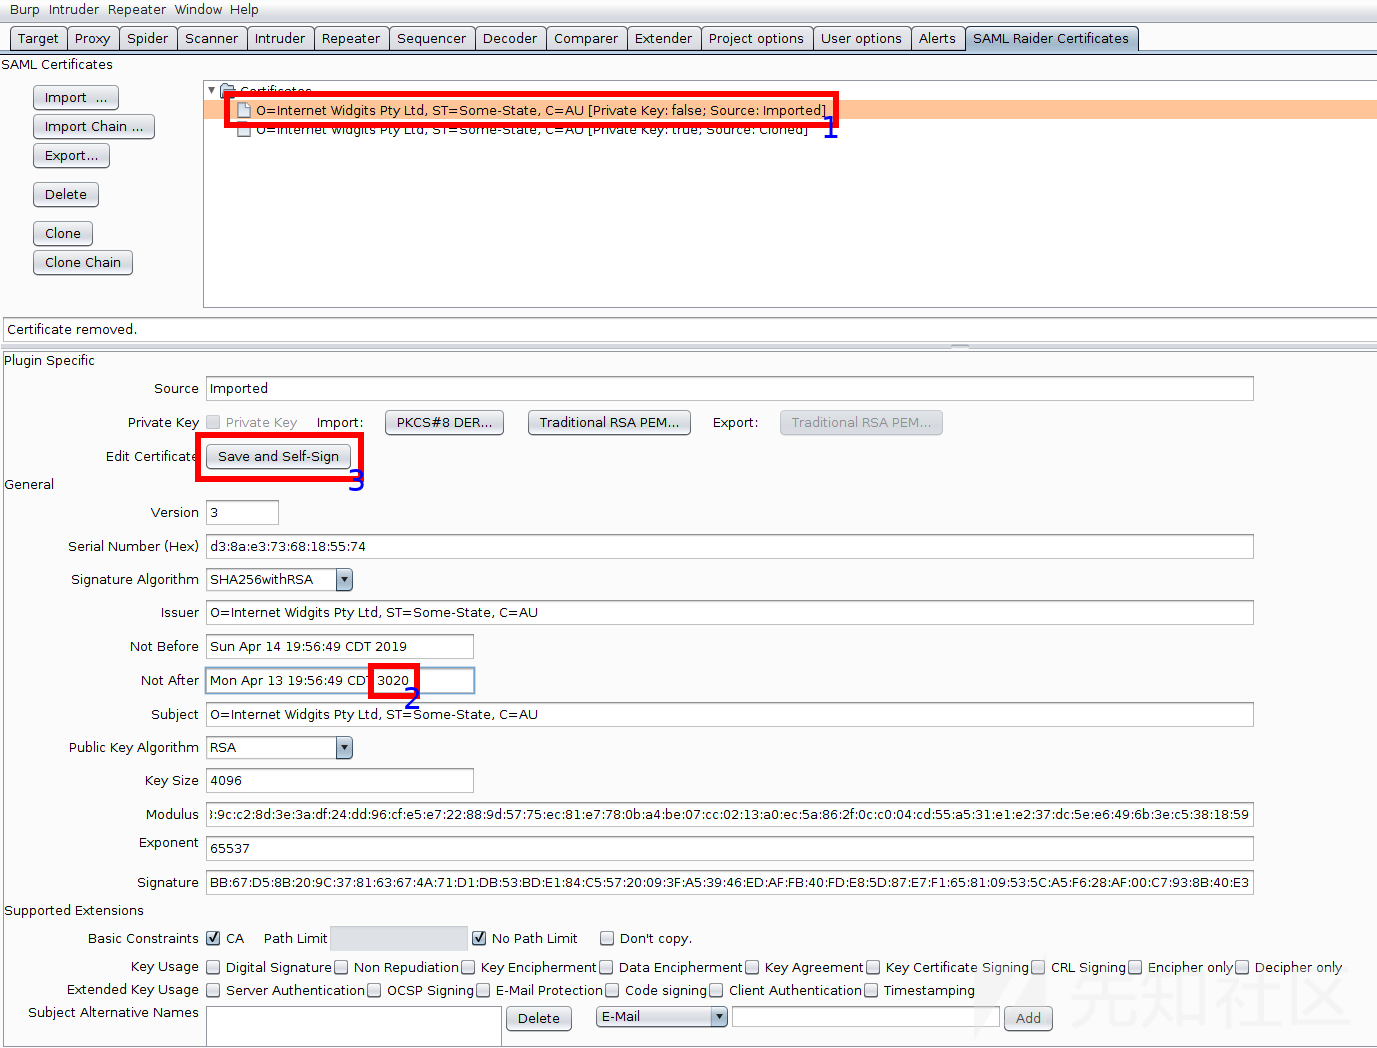 Burp Intruder Repeater Window Help
Target Proxy Spider Scanner Intruder Repeater Sequencer Decoder Comparer Extender Project options User options Alerts SAML Raider Certificates
SAML Certificates
Certificates
Import ...
O=Internet Widgits Pty Ltd, ST=Some-State, C=AU [Private Key: false; Source: Imported]
1
Import Chain ...
O=Internet Widgits Pty Ltd, ST=Some-State, C=AU [Private Key: true; Source: Cloned]
Export...
Delete
Clone
Clone Chain
Certificate removed.
Plugin Specific
Source Imported
Private Key Private Key Import: PKCS#8 DER... Traditional RSA PEM... Export: Traditional RSA PEM...
Edit Certificate Save and Self-Sign
3
General
Version 3
Serial Number (Hex) d3:8a:e3:73:68:18:55:74
Signature Algorithm SHA256withRSA
Issuer O=Internet Widgits Pty Ltd, ST=Some-State, C=AU
Not Before Sun Apr 14 19:56:49 CDT 2019
Not After Mon Apr 13 19:56:49 CDT 3020
2
Subject O=Internet Widgits Pty Ltd, ST=Some-State, C=AU
Public Key Algorithm RSA
Key Size 4096
Modulus :9c:c2:8d:3e:3a:df:24:dd:96:cf:e5:e7:22:88:9d:57:75:ec:81:e7:78:0b:a4:be:07:cc:02:13:a0:ec:5a:86:2f:0c:c0:04:cd:55:a5:31:e1:e2:37:dc:5e:e6:49:6b:3e:c5:38:18:59
Exponent 65537
Signature BB:67:D5:8B:20:9C:37:81:63:67:4A:71:D1:DB:53:BD:E1:84:C5:57:20:09:3F:A5:39:46:ED:AF:FB:40:FD:E8:5D:87:E7:F1:65:81:09:53:5C:A5:F6:28:AF:00:C7:93:8B:40:E3
Supported Extensions
Basic Constraints CA Path Limit No Path Limit Don't copy.
Key Usage Digital Signature Non Repudiation Key Encipherment Data Encipherment Key Agreement Key Certificate Signing CRL Signing Encipher only Decipher only
Extended Key Usage Server Authentication OCSP Signing E-Mail Protection Code signing Client Authentication Timestamping
Subject Alternative Names Delete E-Mail Add
先知社区